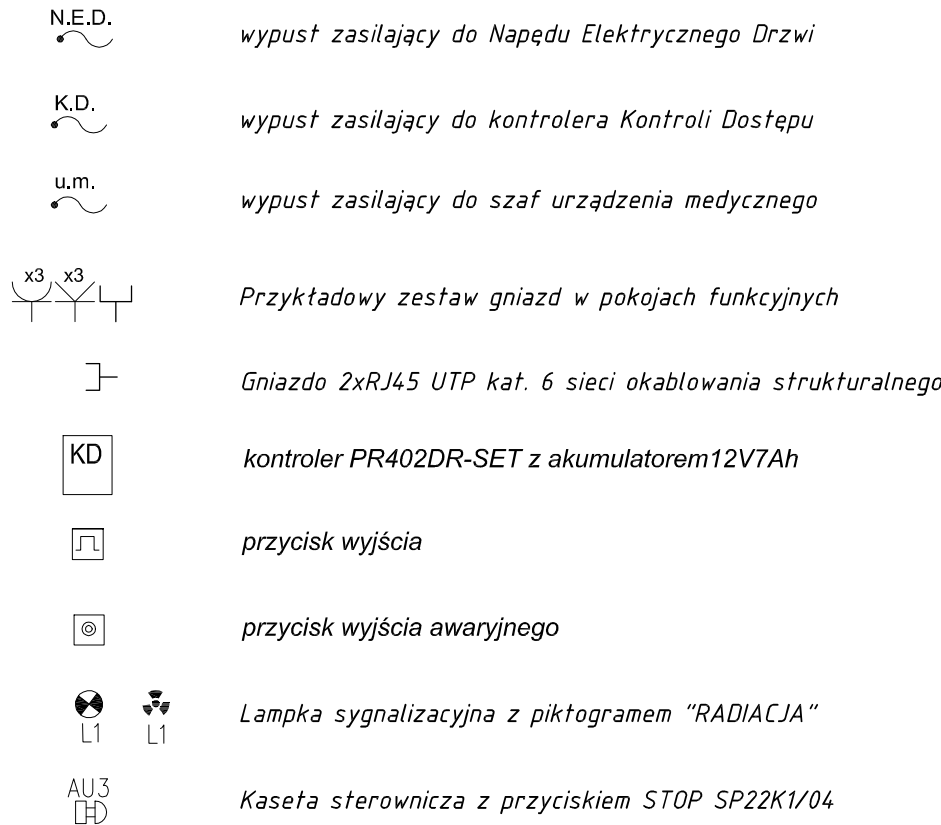 N.E.D.
wypust zasilający do Napędu Elektrycznego Drzwi
K.D.
wypust zasilający do kontrolera Kontroli Dostępu
u.m.
wypust zasilający do szaf urządzenia medycznego
x3 x3
Przykładowy zestaw gniazd w pokojach funkcyjnych
Gniazdo 2xRJ45 UTP kat. 6 sieci okablowania strukturalnego
KD
kontroler PR402DR-SET z akumulatorem12V7Ah
przycisk wyjścia
przycisk wyjścia awaryjnego
L1 L1
Lampka sygnalizacyjna z piktogramem "RADIACJA"
AU3
Kaseta sterownicza z przyciskiem STOP SP22K1/04